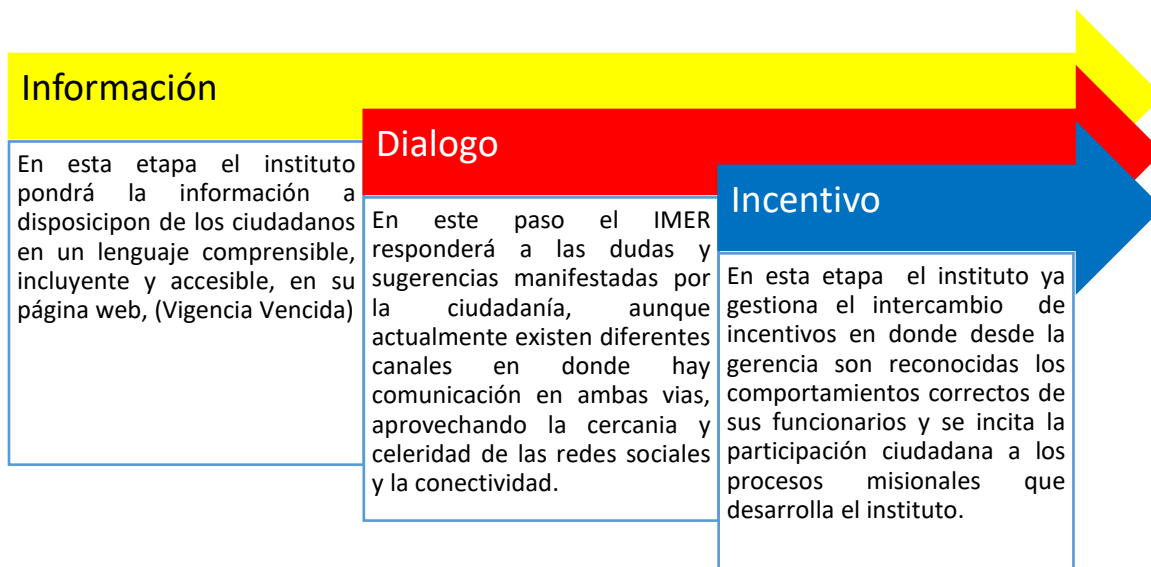 Información
En esta etapa el instituto
pondrá la información a
disposicipon de los ciudadanos
en un lenguaje comprensible,
incluyente y accesible, en su
página web, (Vigencia Vencida)
Dialogo
En este paso el IMER
responderá a las dudas y
sugerencias manifestadas por
la ciudadanía, aunque
actualmente existen diferentes
canales en donde hay
comunicación en ambas vias,
aprovechando la cercania y
celeridad de las redes sociales
y la conectividad.
Incentivo
En esta etapa el instituto ya
gestiona el intercambio de
incentivos en donde desde la
gerencia son reconocidas los
comportamientos correctos de
sus funcionarios y se incita la
participación ciudadana a los
procesos misionales que
desarrolla el instituto.